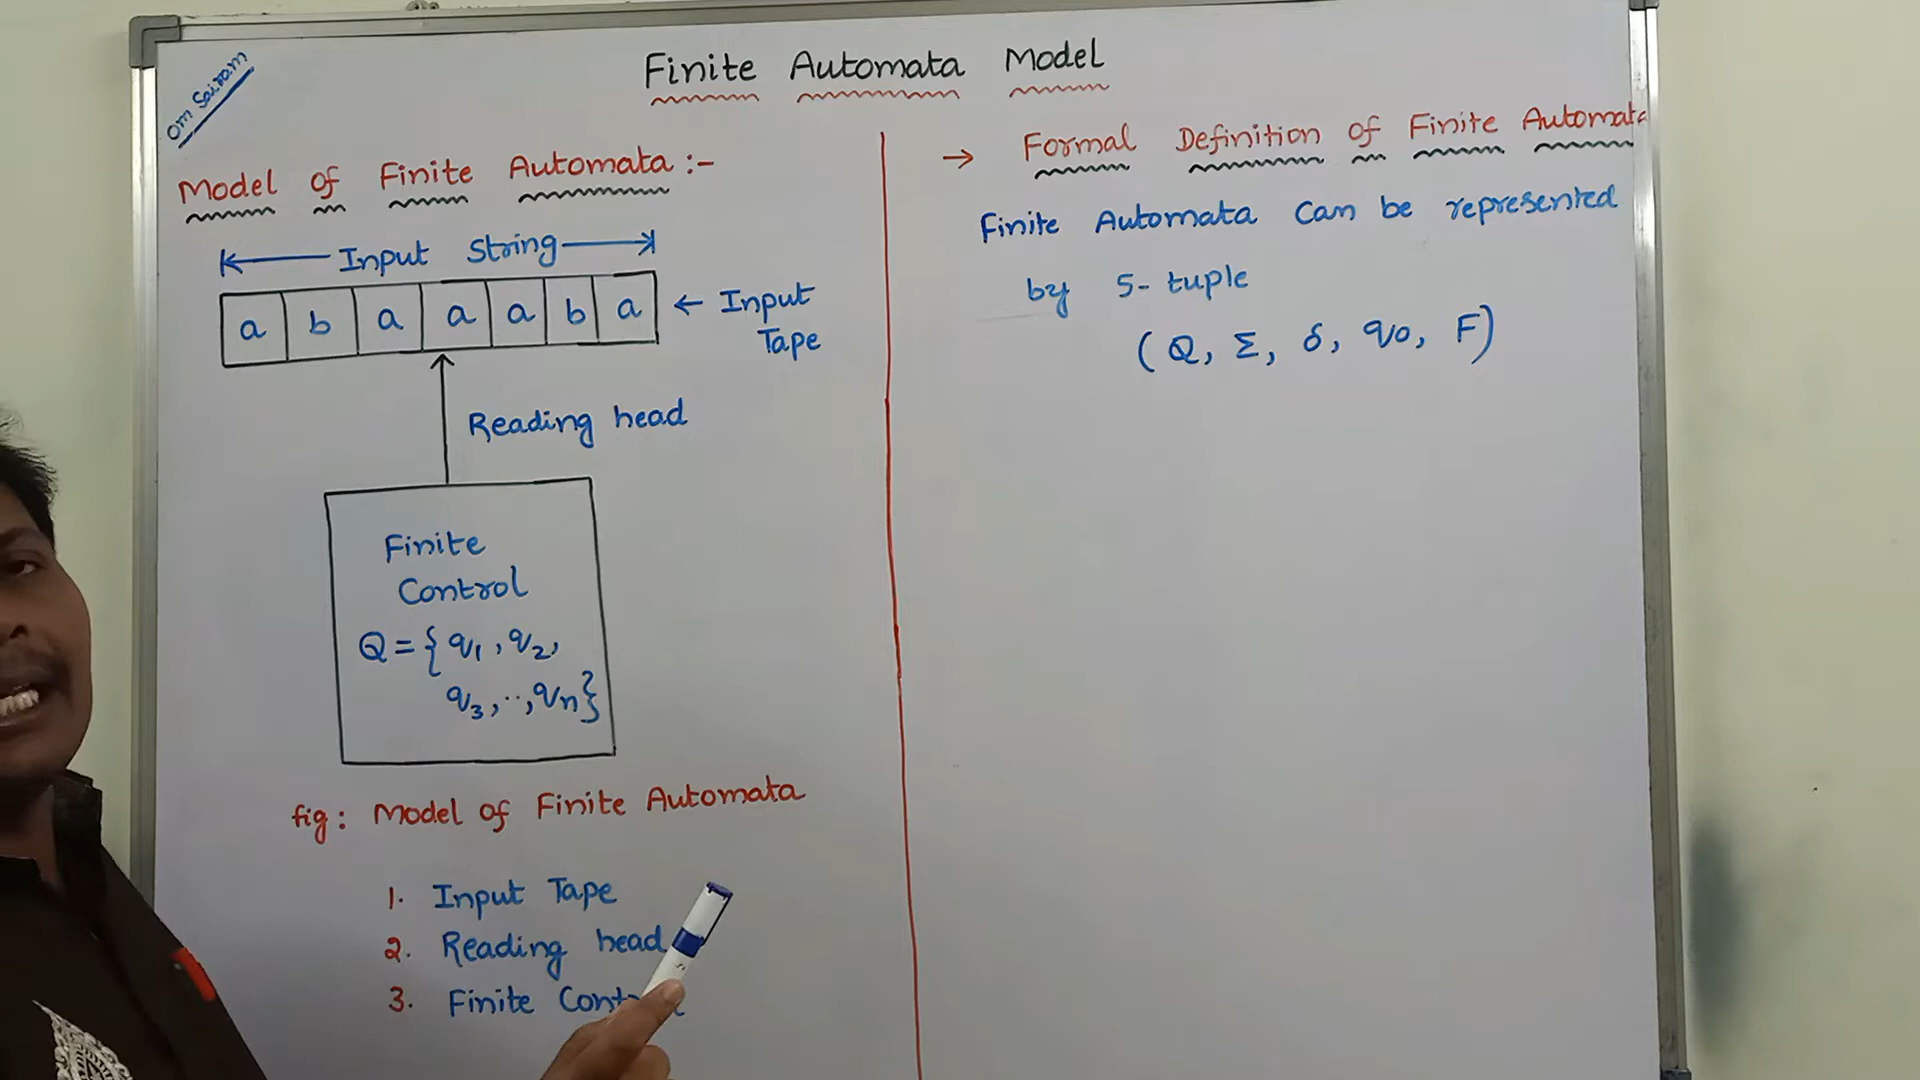 Om Sairam
Finite Automata Model
Model of Finite Automata :-
Input String
a b a a a b a
← Input
Tape
Reading head
Finite
Control
Q = { q1, q2,
q3, .., qn}
fig : Model of Finite Automata
1. Input Tape
2. Reading head
3. Finite
→ Formal Definition of Finite Automata
Finite Automata Can be represented
by 5- tuple
( Q, Σ, δ, q0, F)